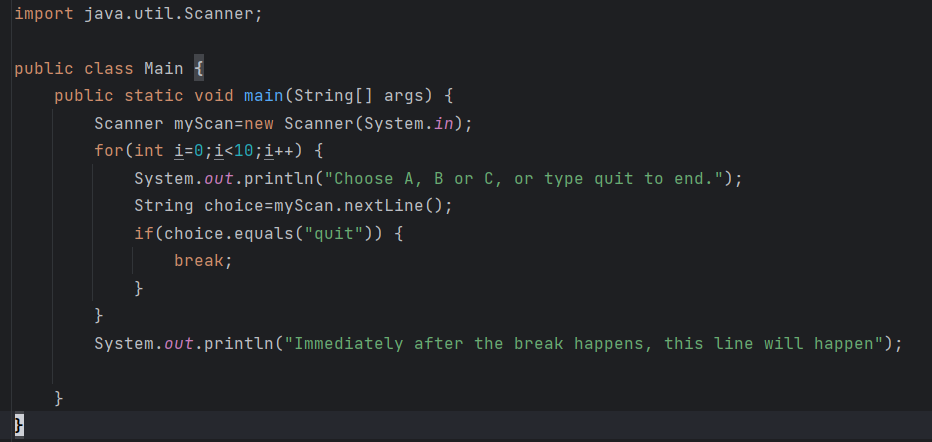 import java.util.Scanner;
public class Main {
    public static void main(String[] args) {
        Scanner myScan=new Scanner(System.in);
        for(int i=0;i<10;i++) {
            System.out.println("Choose A, B or C, or type quit to end.");
            String choice=myScan.nextLine();
            if(choice.equals("quit")) {
                break;
            }
        }
        System.out.println("Immediately after the break happens, this line will happen");
    }
}